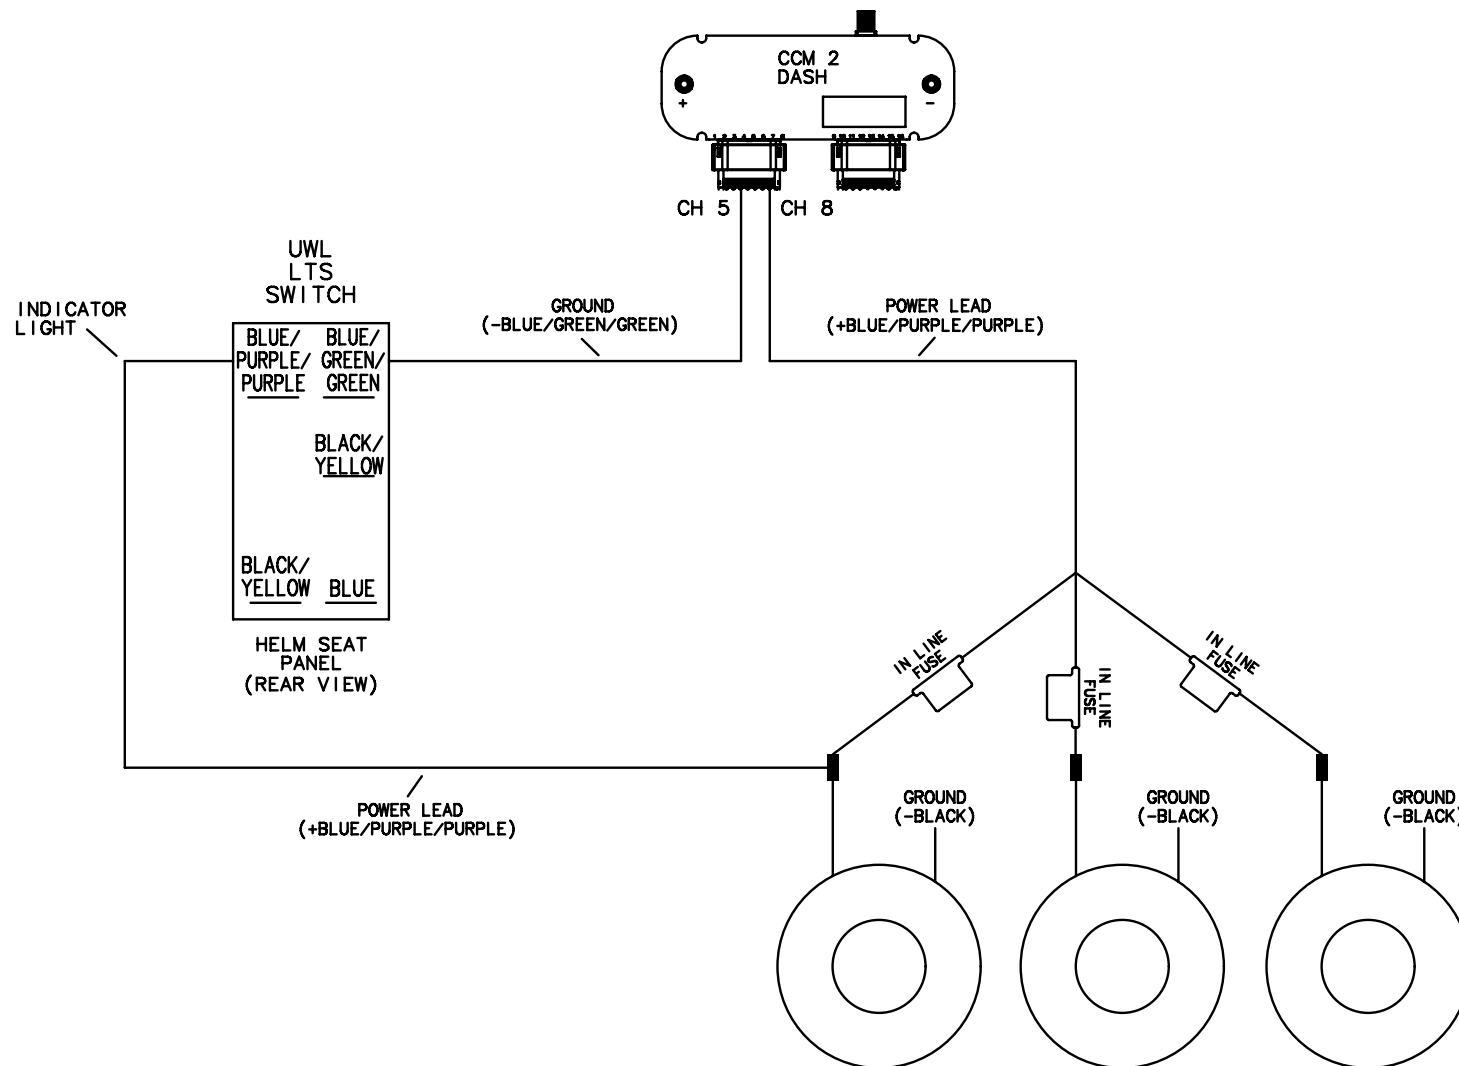 CCM 2
DASH
+
-
CH 5
CH 8
UWL
LTS
SWITCH
INDICATOR
LIGHT
BLUE/
PURPLE/
PURPLE
BLUE/
GREEN/
GREEN
BLACK/
YELLOW
BLACK/
YELLOW
BLUE
HELM SEAT
PANEL
(REAR VIEW)
GROUND
(-BLUE/GREEN/GREEN)
POWER LEAD
(+BLUE/PURPLE/PURPLE)
IN LINE
FUSE
IN LINE
FUSE
IN LINE
FUSE
POWER LEAD
(+BLUE/PURPLE/PURPLE)
GROUND
(-BLACK)
GROUND
(-BLACK)
GROUND
(-BLACK)